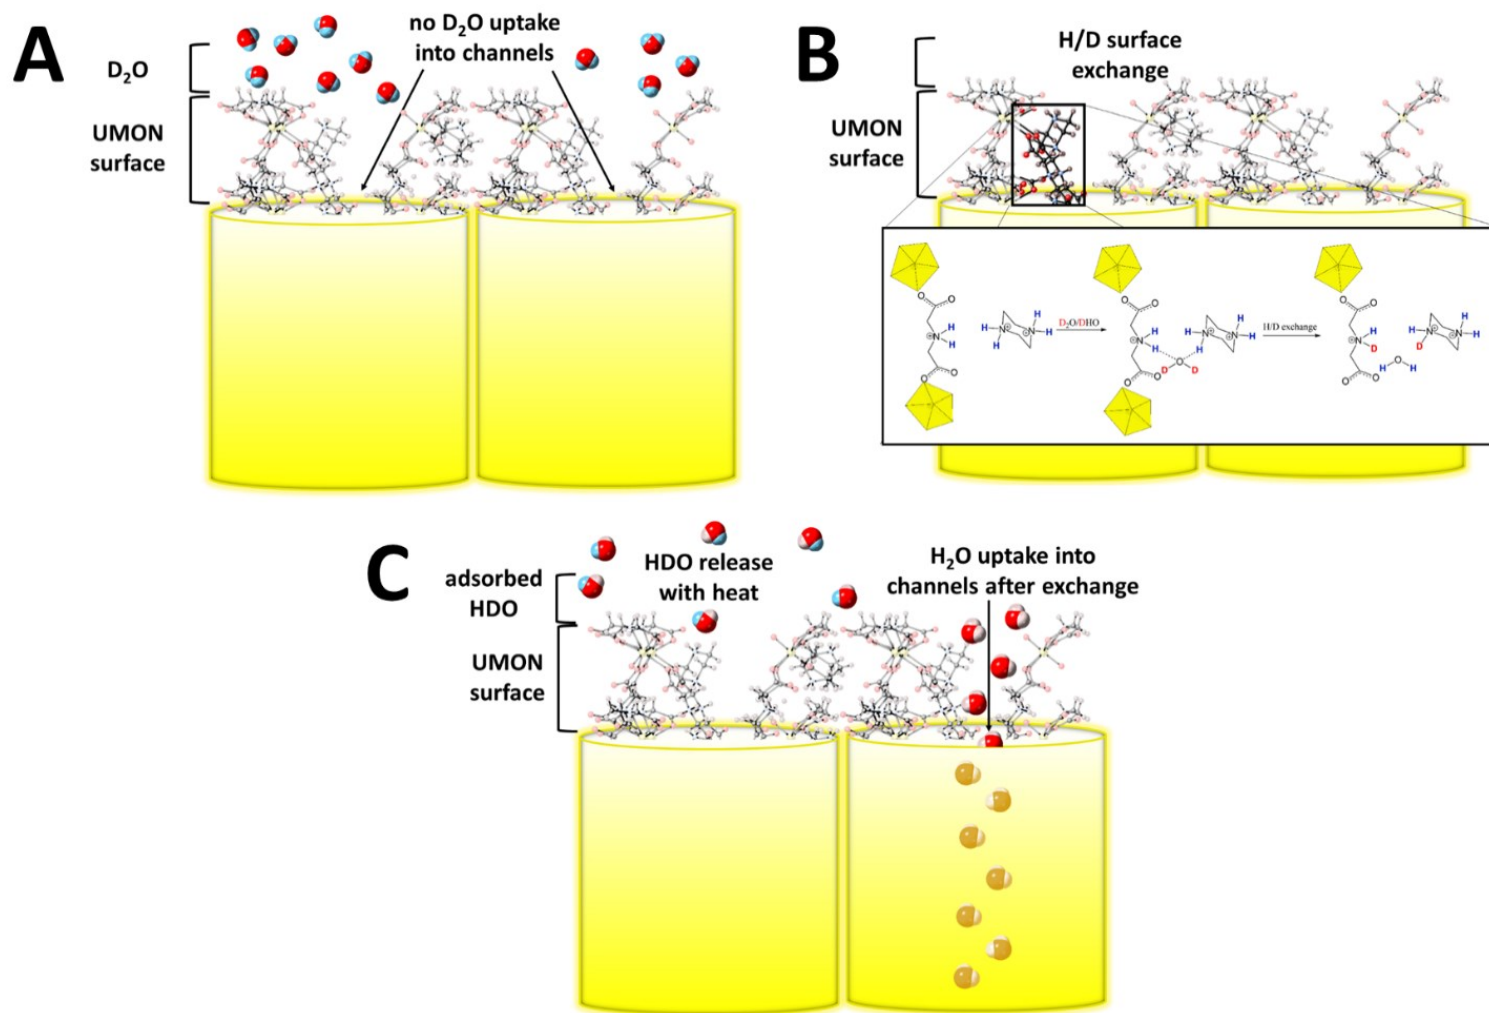 A
no D₂O uptake
into channels
D₂O
UMON
surface
B
H/D surface
exchange
UMON
surface
O
O
N
H
H
O
O
H
N
H
N
H
H
D₂O/DHO
O
O
N
H
H
O
O
D
O
D
H
N
H
N
H
H
H/D exchange
O
O
N
H
D
O
O
H
O
H
H
N
D
N
H
H
C
adsorbed
HDO
HDO release
with heat
H₂O uptake into
channels after exchange
UMON
surface